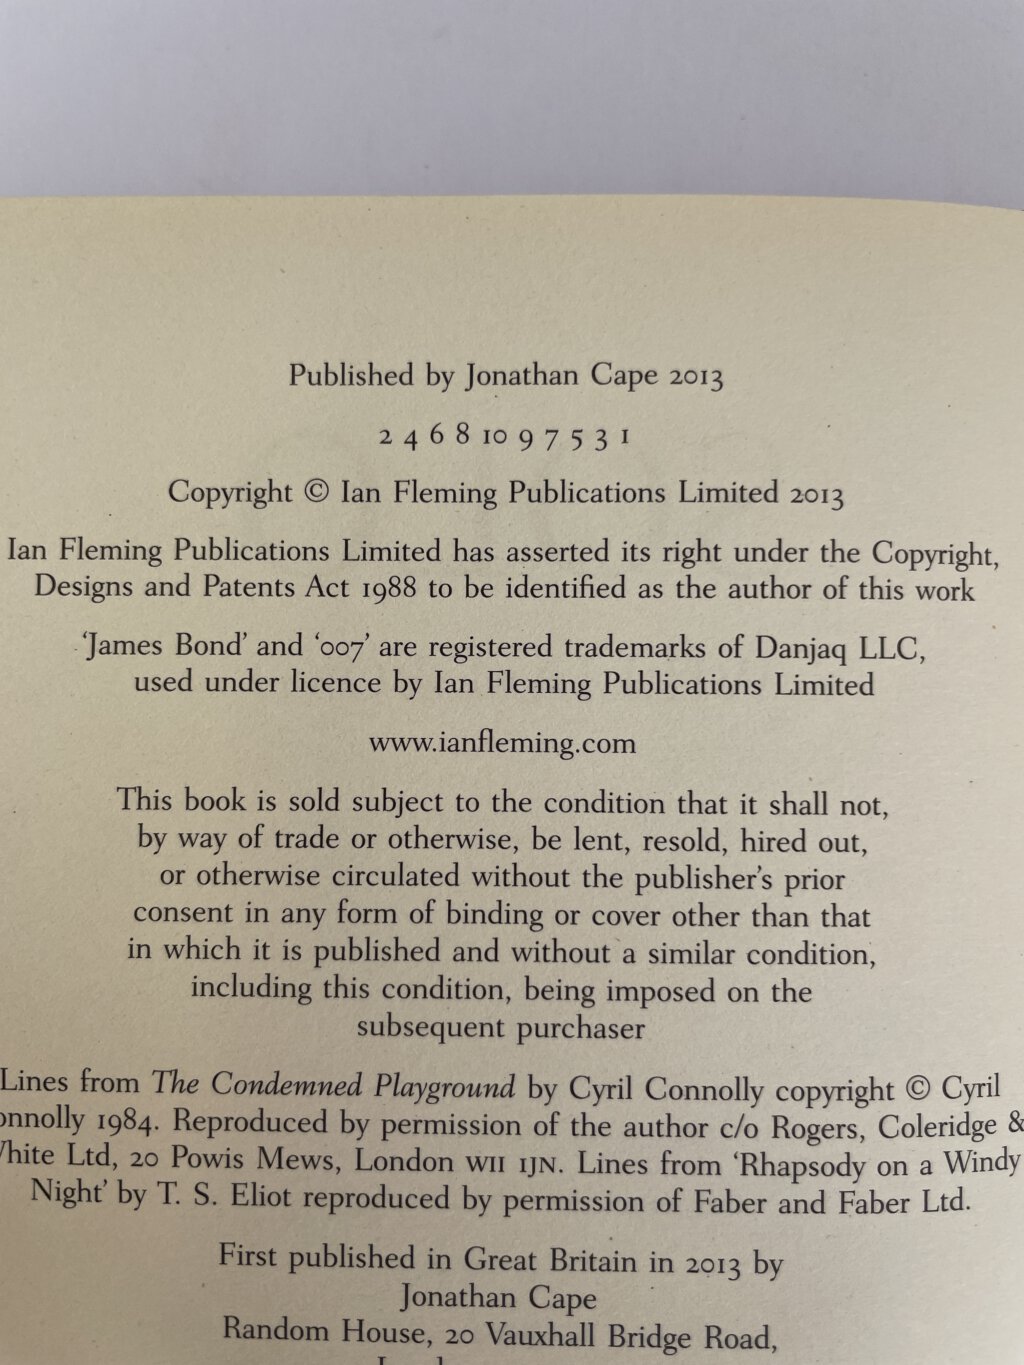 Published by Jonathan Cape 2013
2 4 6 8 10 9 7 5 3 1
Copyright © Ian Fleming Publications Limited 2013
Ian Fleming Publications Limited has asserted its right under the Copyright,
Designs and Patents Act 1988 to be identified as the author of this work
‘James Bond’ and ‘007’ are registered trademarks of Danjaq LLC,
used under licence by Ian Fleming Publications Limited
www.ianfleming.com
This book is sold subject to the condition that it shall not,
by way of trade or otherwise, be lent, resold, hired out,
or otherwise circulated without the publisher’s prior
consent in any form of binding or cover other than that
in which it is published and without a similar condition,
including this condition, being imposed on the
subsequent purchaser
Lines from The Condemned Playground by Cyril Connolly copyright © Cyril
onnolly 1984. Reproduced by permission of the author c/o Rogers, Coleridge &
hite Ltd, 20 Powis Mews, London W11 1JN. Lines from ‘Rhapsody on a Windy
Night’ by T. S. Eliot reproduced by permission of Faber and Faber Ltd.
First published in Great Britain in 2013 by
Jonathan Cape
Random House, 20 Vauxhall Bridge Road,